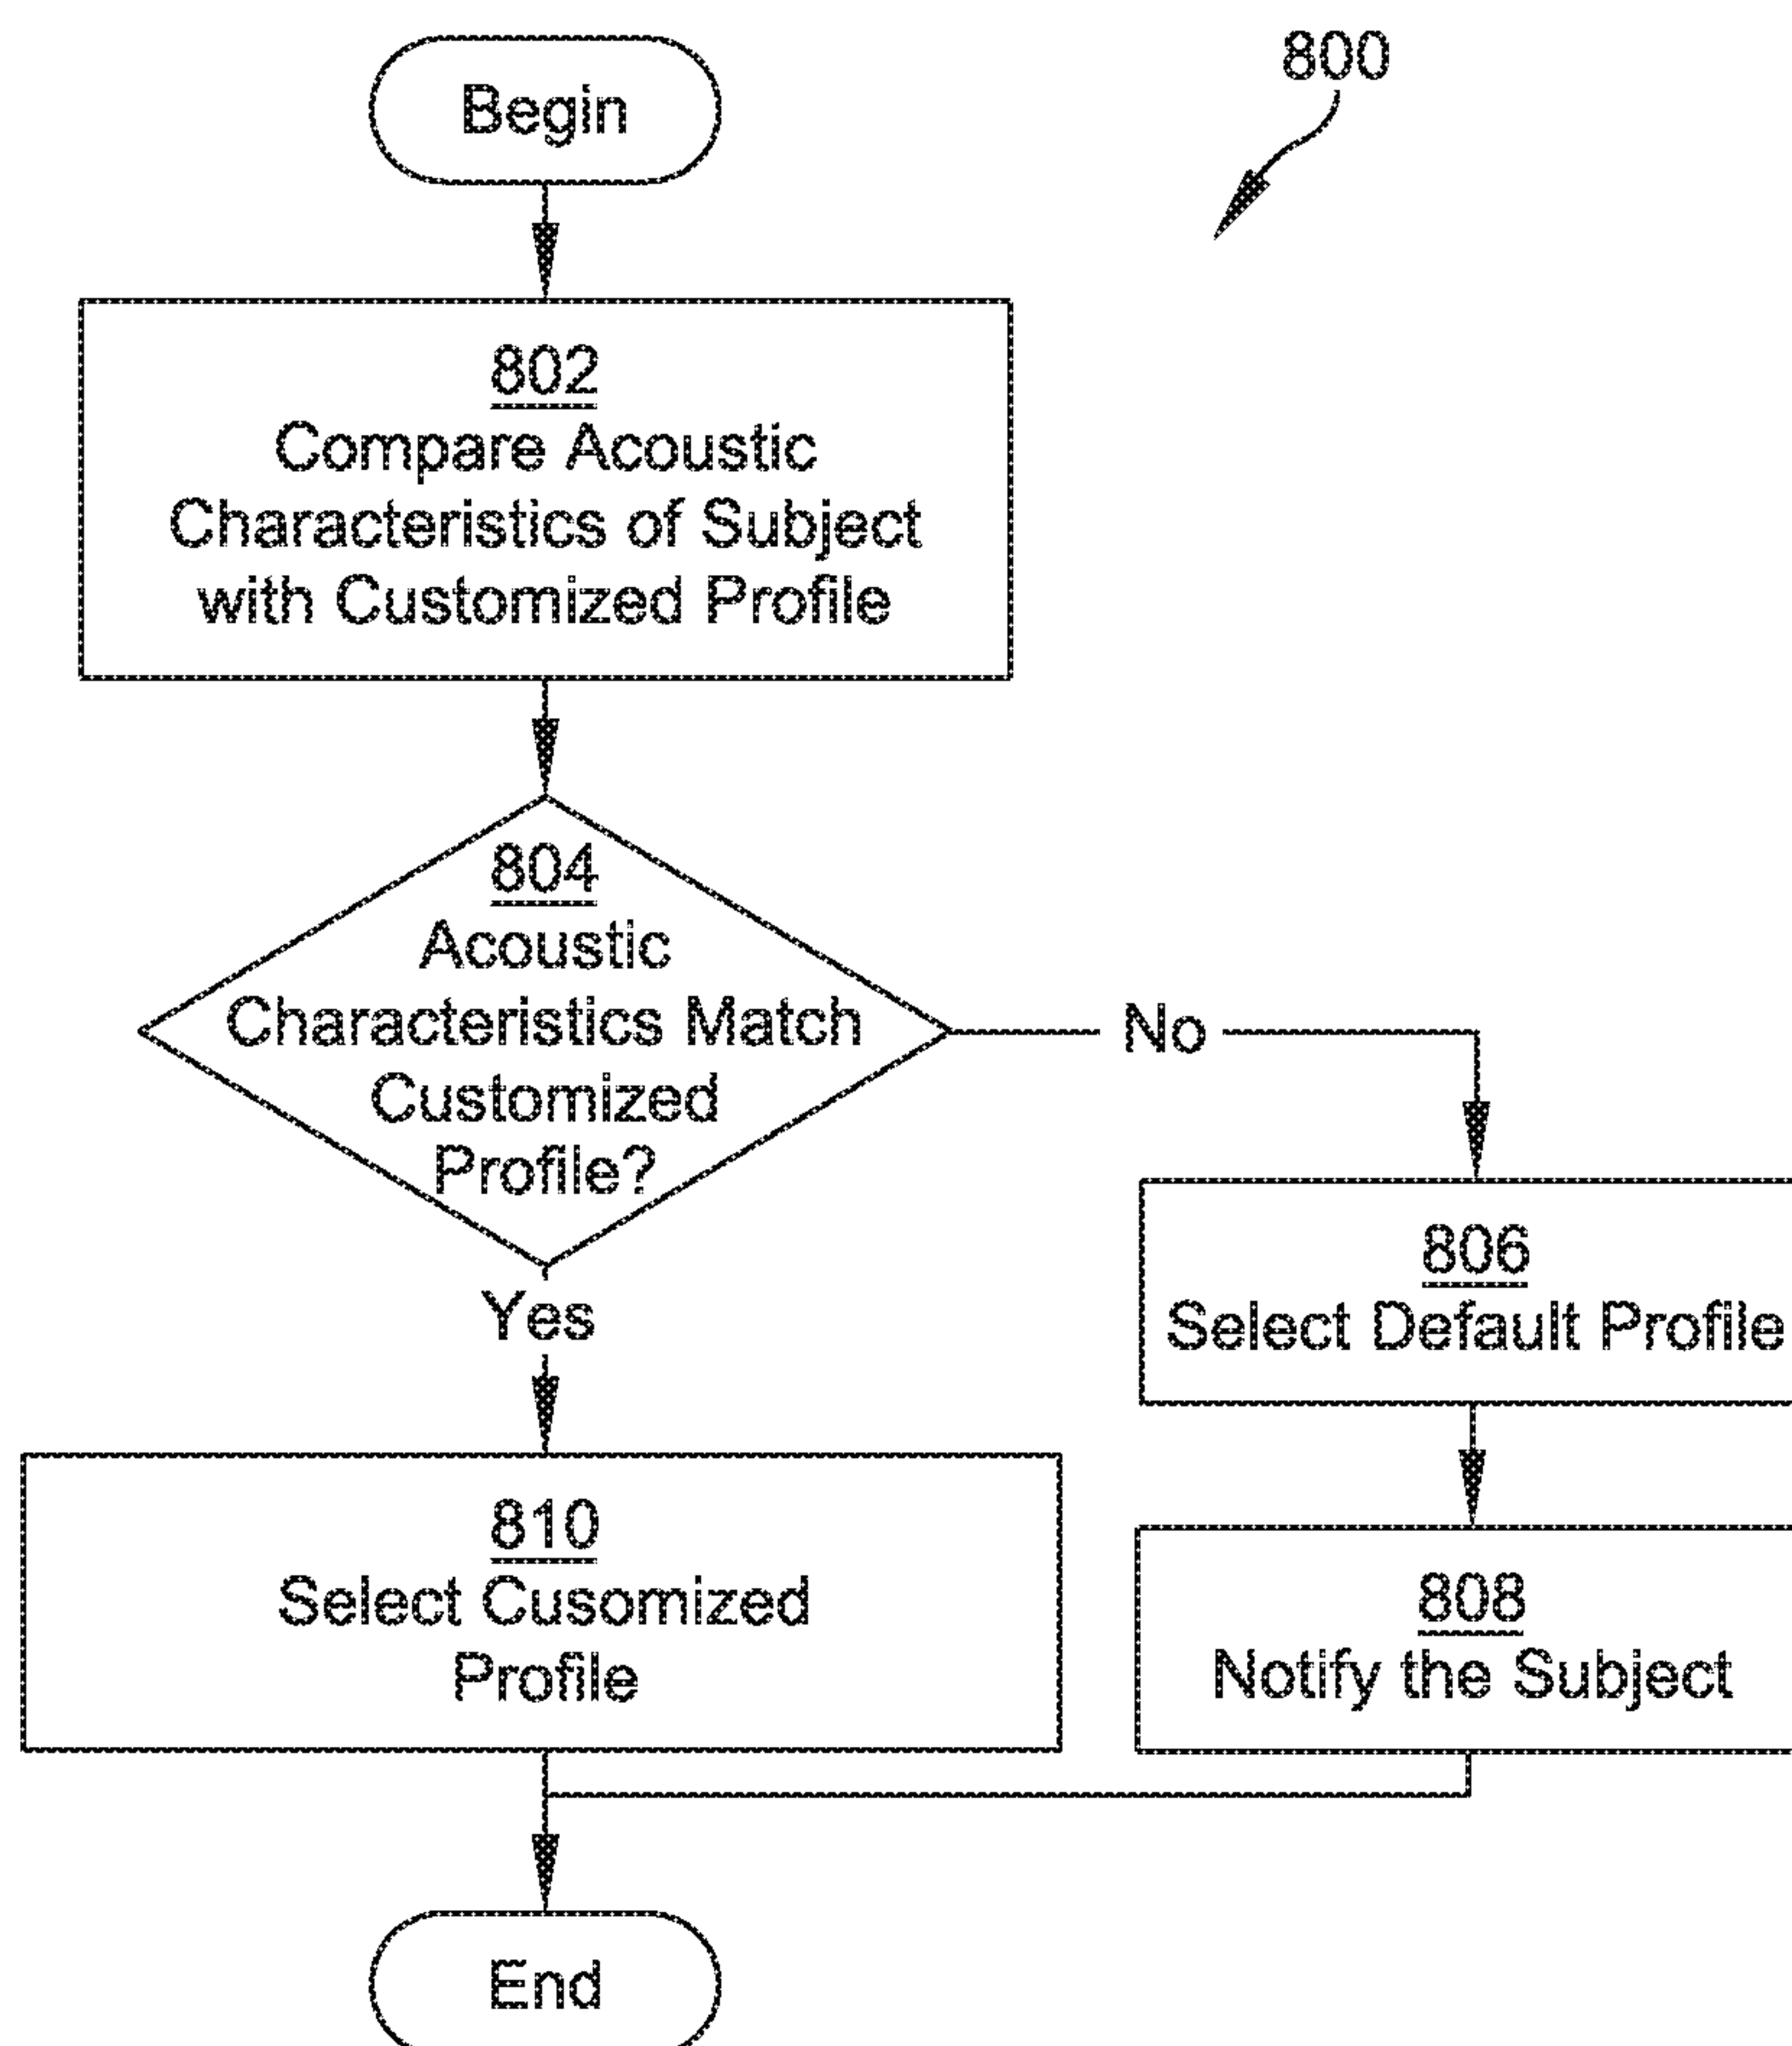 Begin
800
802
Compare Acoustic
Characteristics of Subject
with Customized Profile
804
Acoustic
Characteristics Match
Customized
Profile?
No
Yes
806
Select Default Profile
808
Notify the Subject
810
Select Cusomized
Profile
End